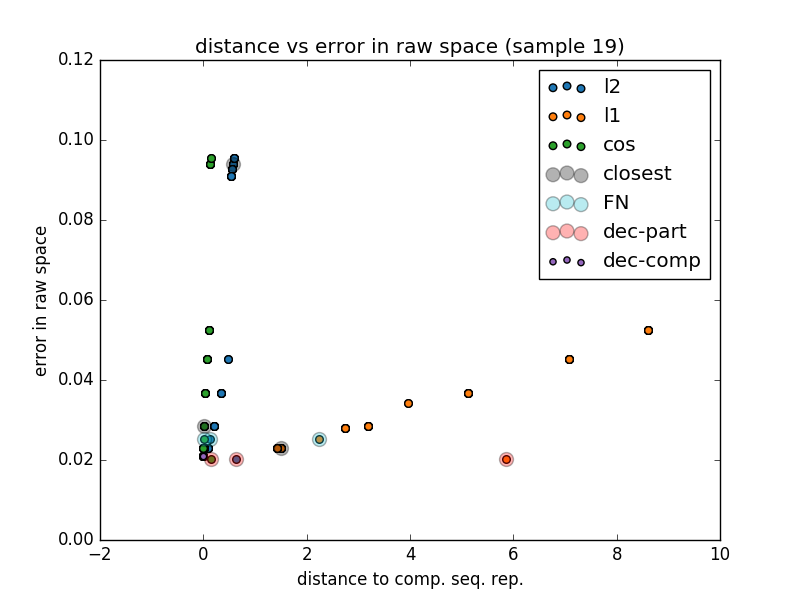 distance vs error in raw space (sample 19)
0.12
0.10
0.08
0.06
0.04
0.02
0.00
error in raw space
l2
l1
cos
closest
FN
dec-part
dec-comp
−2 0 2 4 6 8 10
distance to comp. seq. rep.